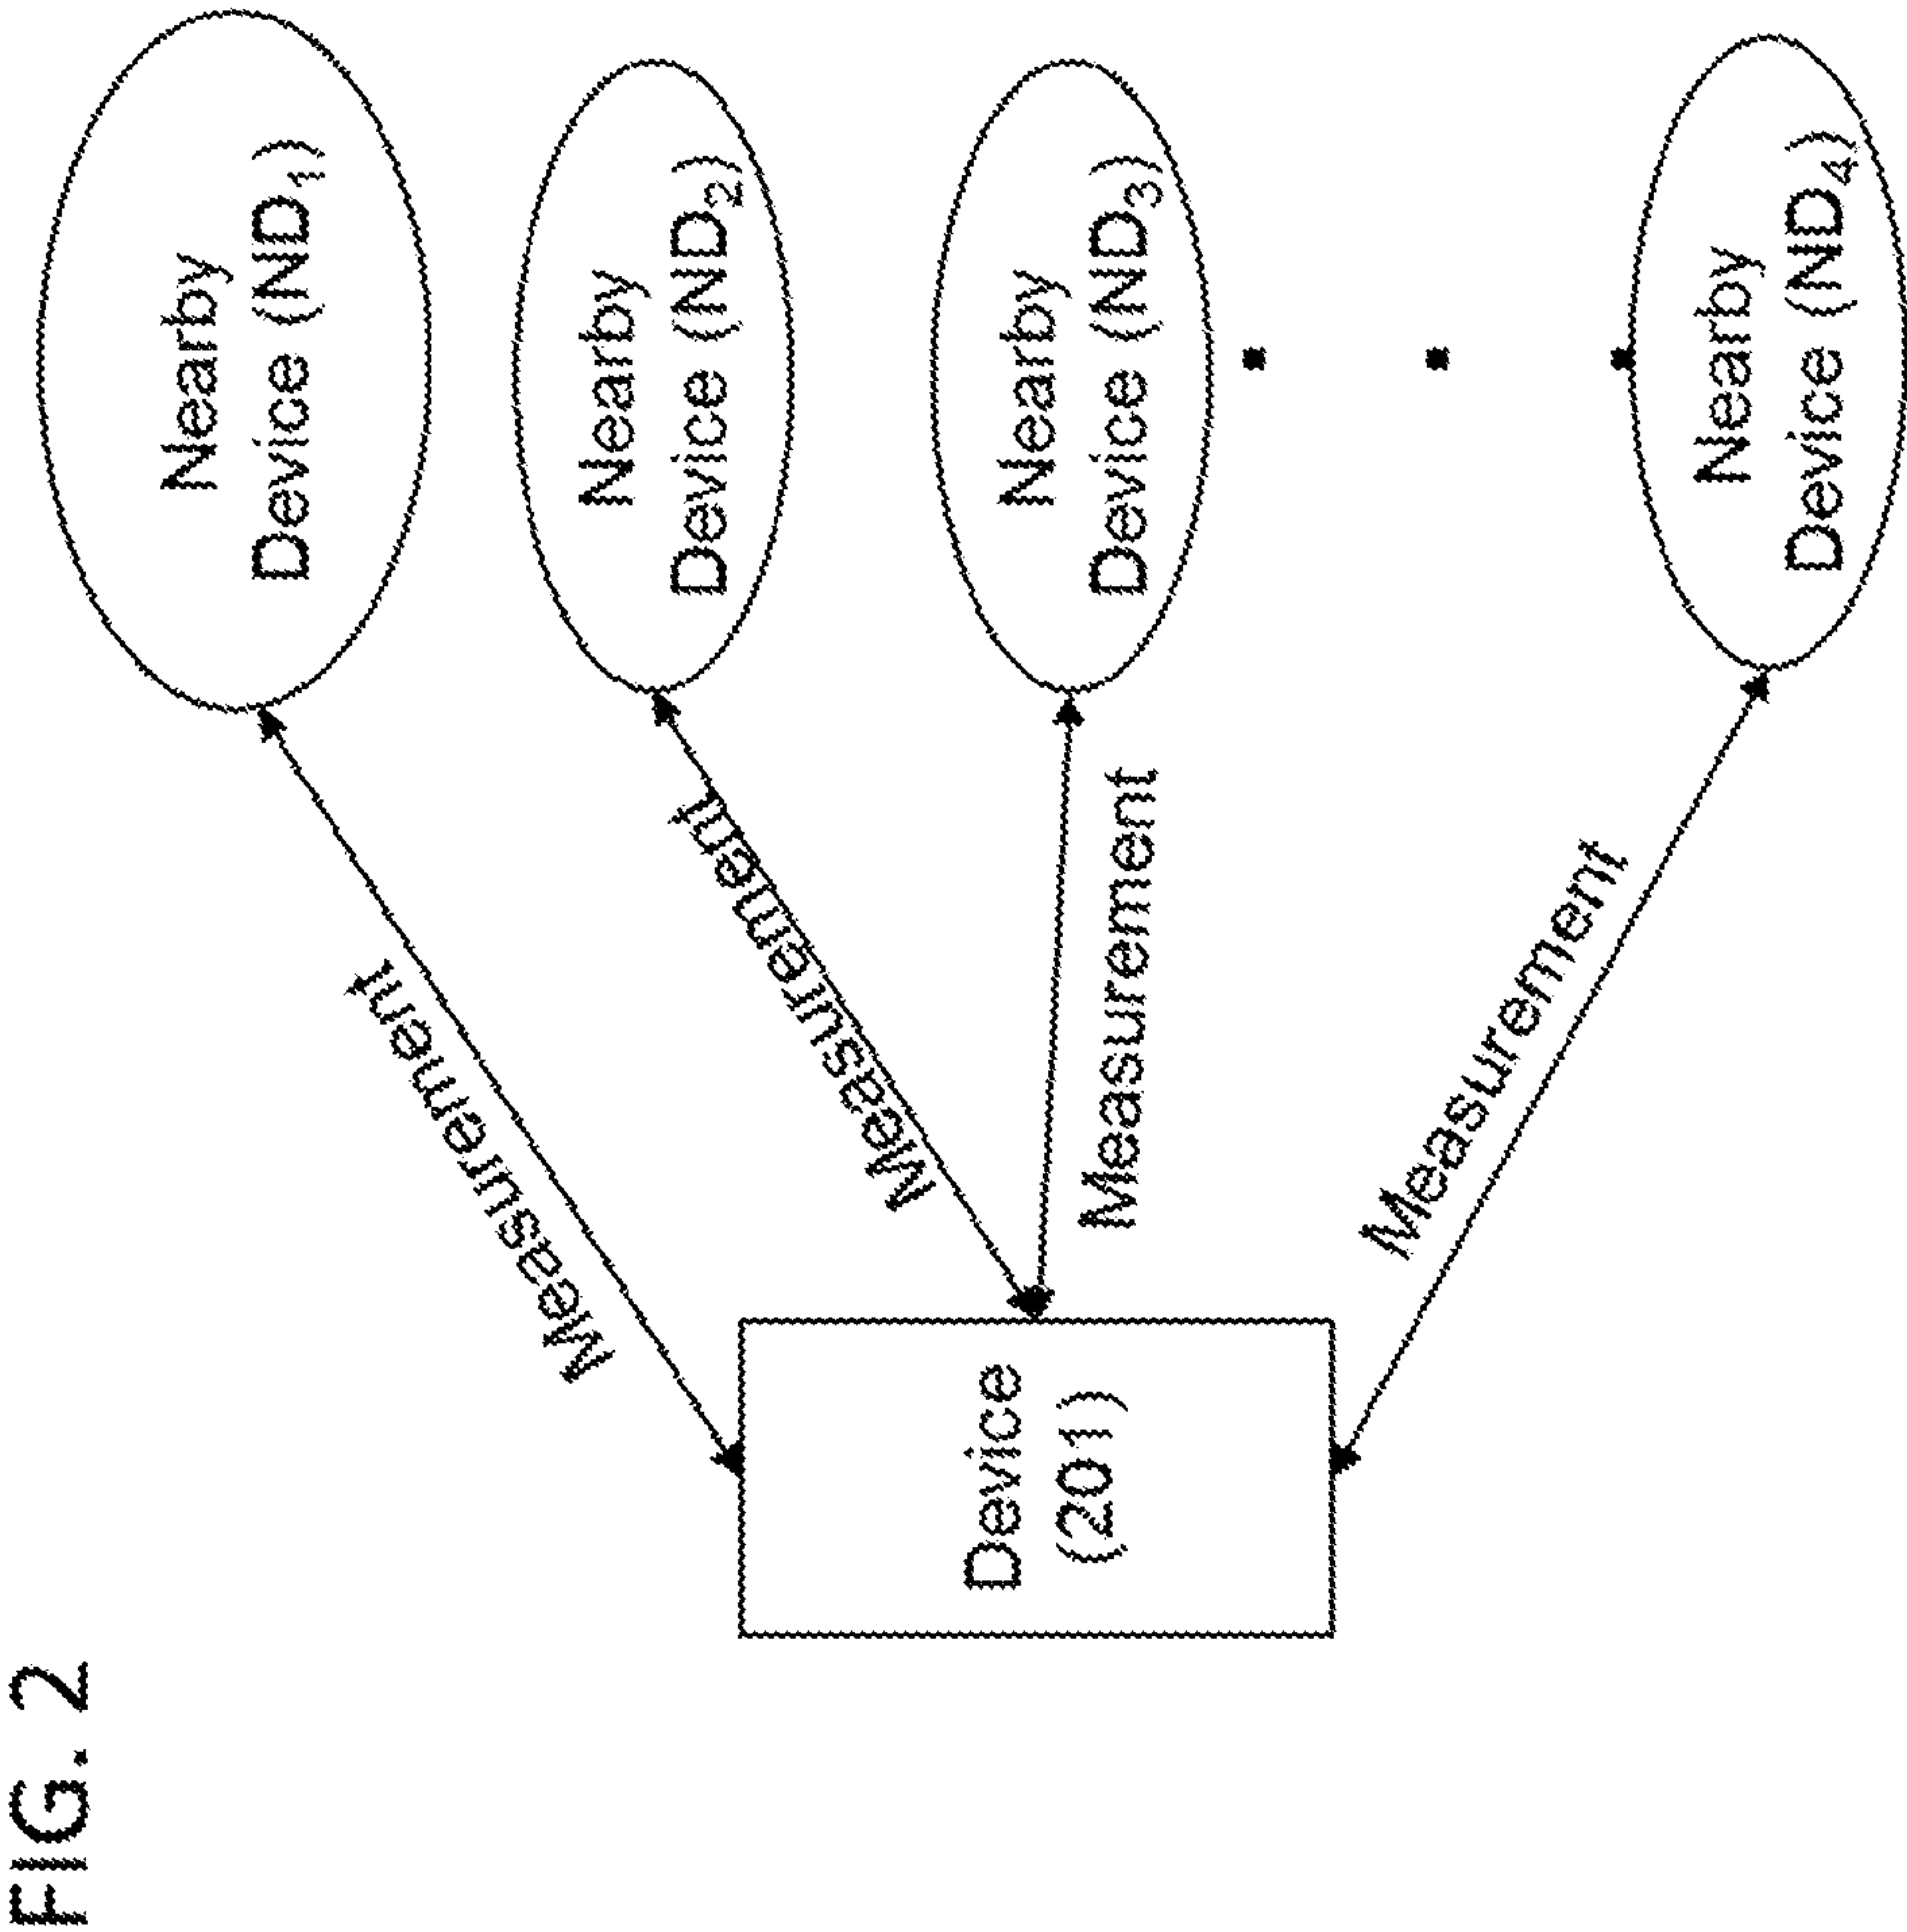 FIG. 2
Nearby
Device (ND₁)
Measurement
Nearby
Device (ND₂)
Measurement
Device
(201)
Nearby
Device (ND₃)
Measurement
Nearby
Device (ND₄)
Measurement